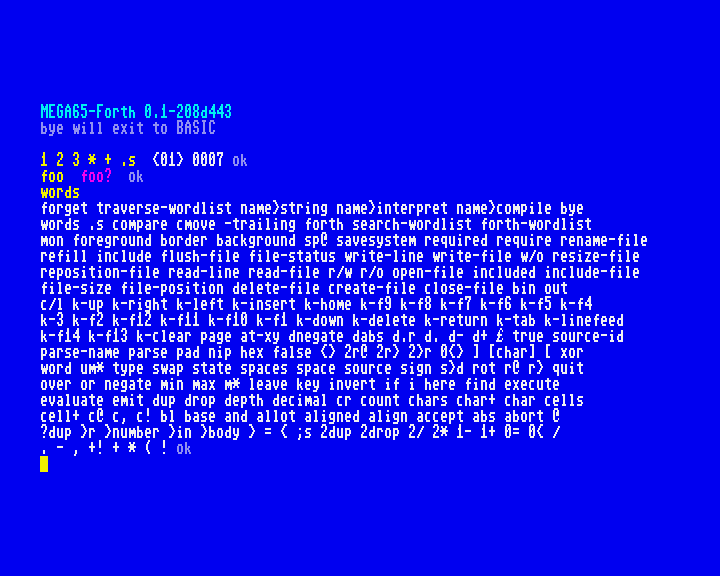 MEGA65-Forth 0.1-208d443
bye will exit to BASIC
1 2 3 * + .s  <01> 0007 ok
foo  foo?  ok
words
forget traverse-wordlist name>string name>interpret name>compile bye
words .s compare cmove -trailing forth search-wordlist forth-wordlist
mon foreground border background sp@ savesystem required require rename-file
refill include flush-file file-status write-line write-file w/o resize-file
reposition-file read-line read-file r/w r/o open-file included include-file
file-size file-position delete-file create-file close-file bin out
c/l k-up k-right k-left k-insert k-home k-f9 k-f8 k-f7 k-f6 k-f5 k-f4
k-3 k-f2 k-f12 k-f11 k-f10 k-f1 k-down k-delete k-return k-tab k-linefeed
k-f14 k-f13 k-clear page at-xy dnegate dabs d.r d. d- d+ £ true source-id
parse-name parse pad nip hex false <> 2r@ 2r> 2>r 0<> ] [char] [ xor
word um* type swap state spaces space source sign s>d rot r@ r> quit
over or negate min max m* leave key invert if i here find execute
evaluate emit dup drop depth decimal cr count chars char+ char cells
cell+ c@ c, c! bl base and allot aligned align accept abs abort @
?dup >r >number >in >body > = < ;s 2dup 2drop 2/ 2* 1- 1+ 0= 0< /
. - , +! + * ( ! ok